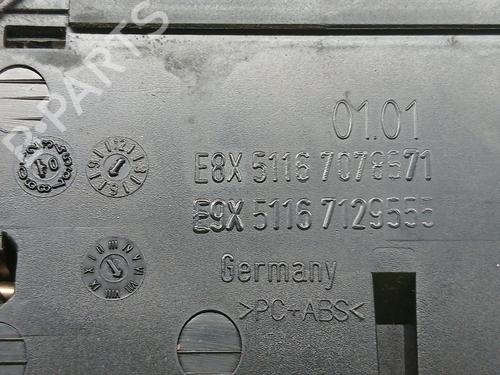 B-PARTS
01.01
E8X 5116 7078571
E9X 5116 7129555
Germany
>PC+ABS<